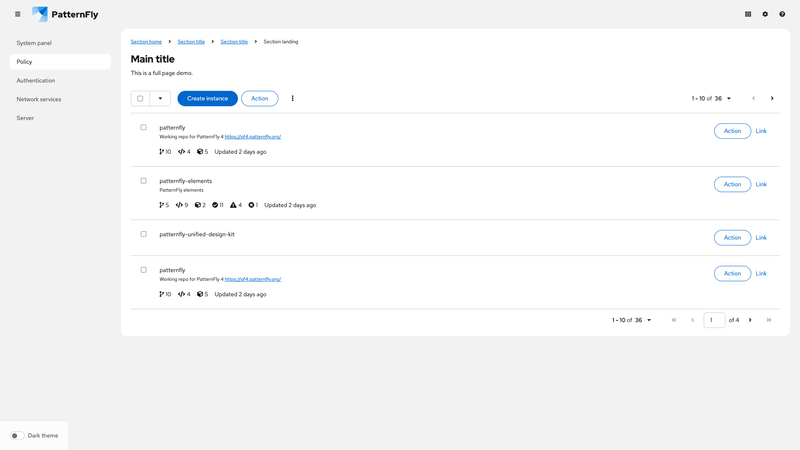 PatternFly
System panel
Policy
Authentication
Network services
Server
Section home Section title Section title Section landing
Main title
This is a full page demo.
Create instance Action 1 - 10 of 36
patternfly
Working repo for PatternFly 4 https://pf4.patternfly.org/
10 4 5 Updated 2 days ago
Action Link
patternfly-elements
PatternFly elements
5 9 2 11 4 1 Updated 2 days ago
Action Link
patternfly-unified-design-kit
Action Link
patternfly
Working repo for PatternFly 4 https://pf4.patternfly.org/
10 4 5 Updated 2 days ago
Action Link
1 - 10 of 36 1 of 4
Dark theme